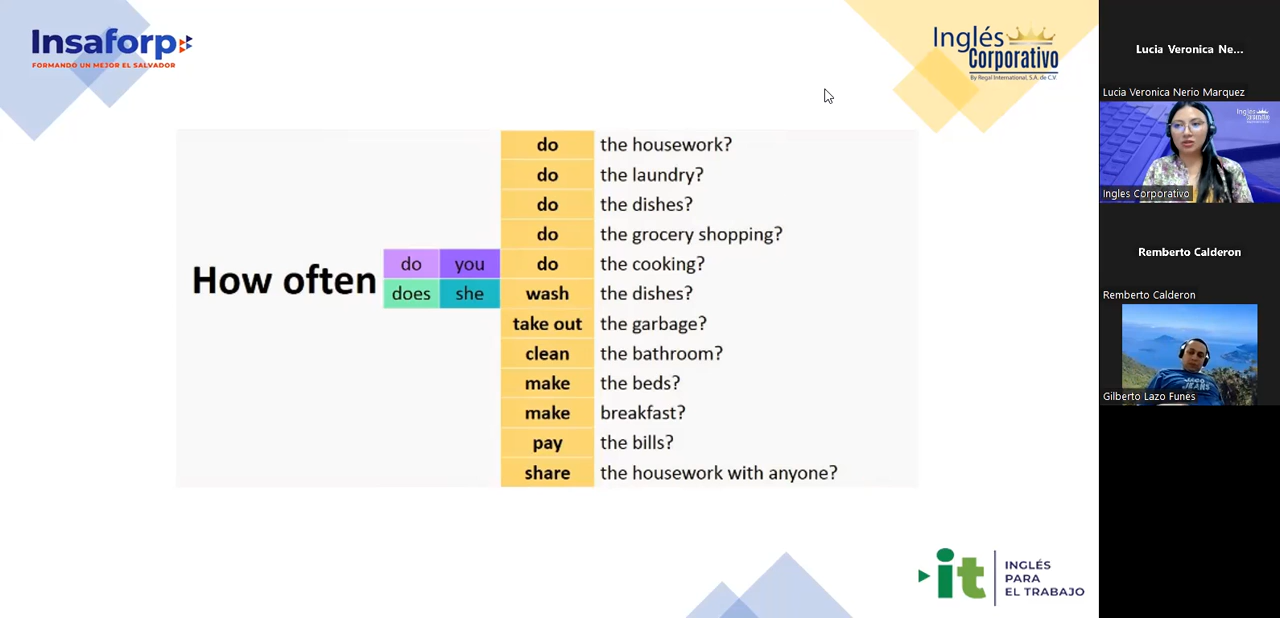 Insaforp
FORMANDO UN MEJOR EL SALVADOR
Inglés
Corporativo
By Regal International, S.A. de C.V.
How often
do you
does she
do the housework?
do the laundry?
do the dishes?
do the grocery shopping?
do the cooking?
wash the dishes?
take out the garbage?
clean the bathroom?
make the beds?
make breakfast?
pay the bills?
share the housework with anyone?
it
INGLÉS
PARA
EL TRABAJO
Lucia Veronica Ne...
Lucia Veronica Nerio Marquez
Ingles Corporativo
Remberto Calderon
Remberto Calderon
JEANS
Gilberto Lazo Funes